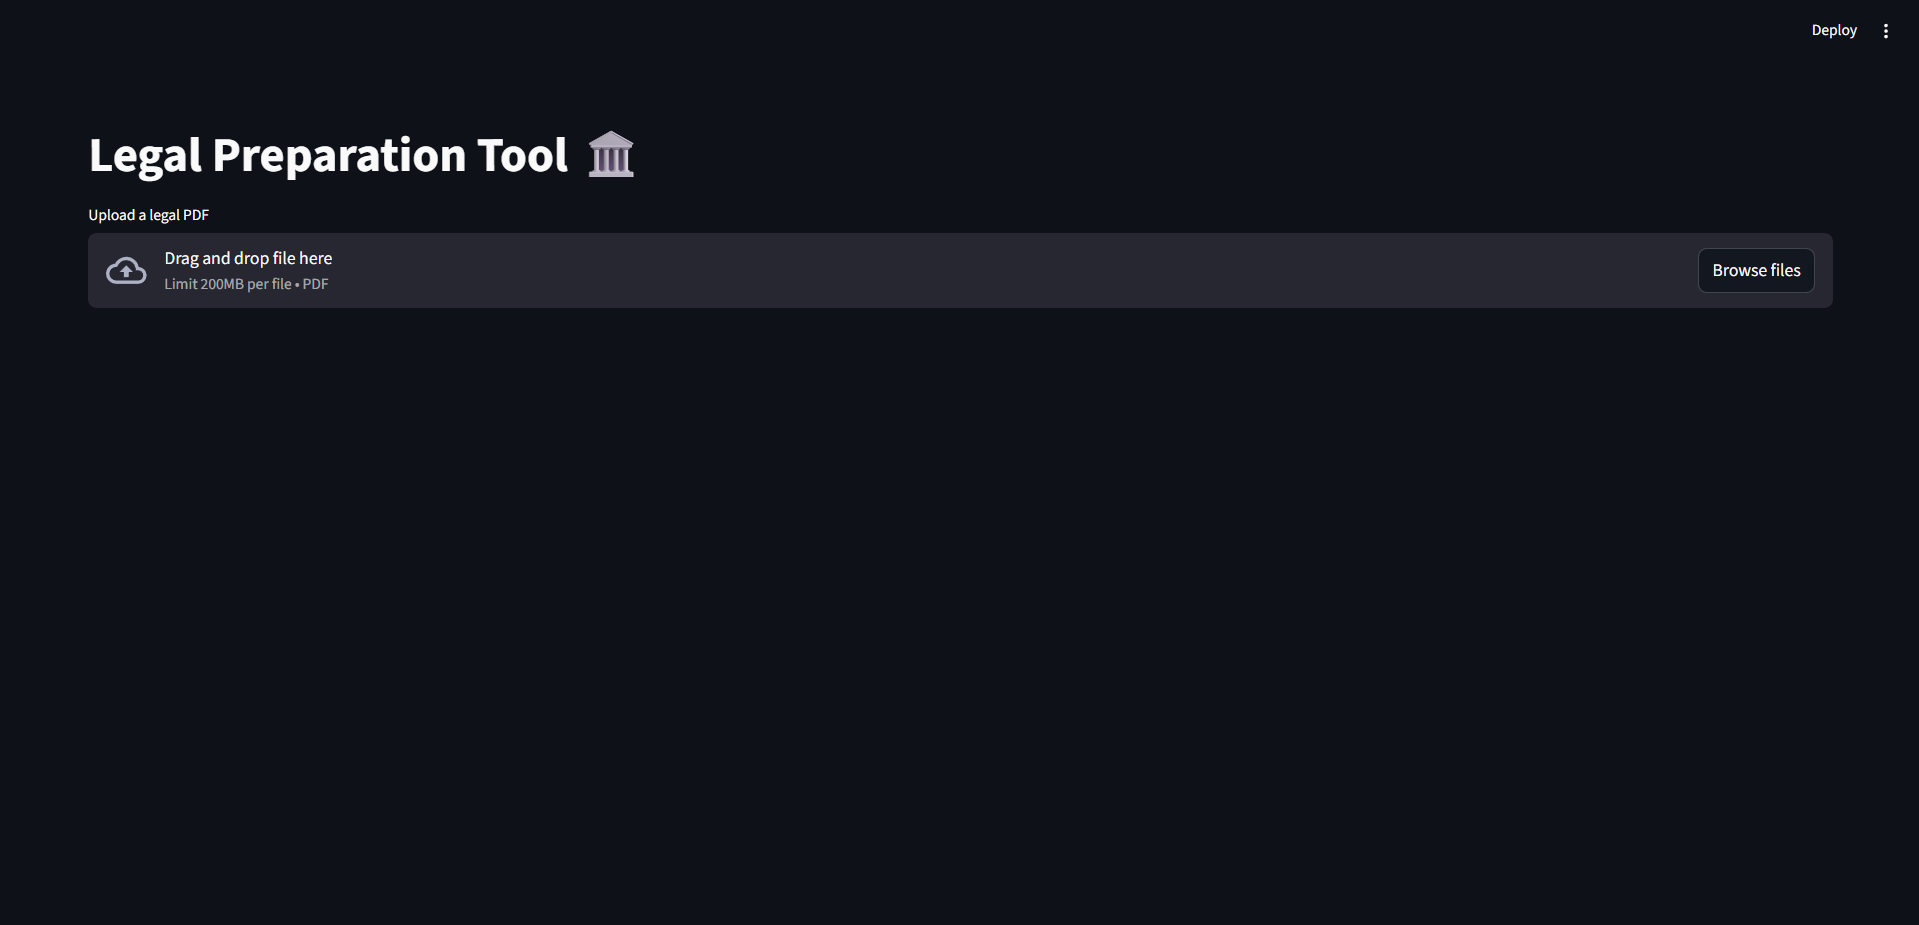 Deploy
Legal Preparation Tool
Upload a legal PDF
Drag and drop file here
Limit 200MB per file • PDF
Browse files